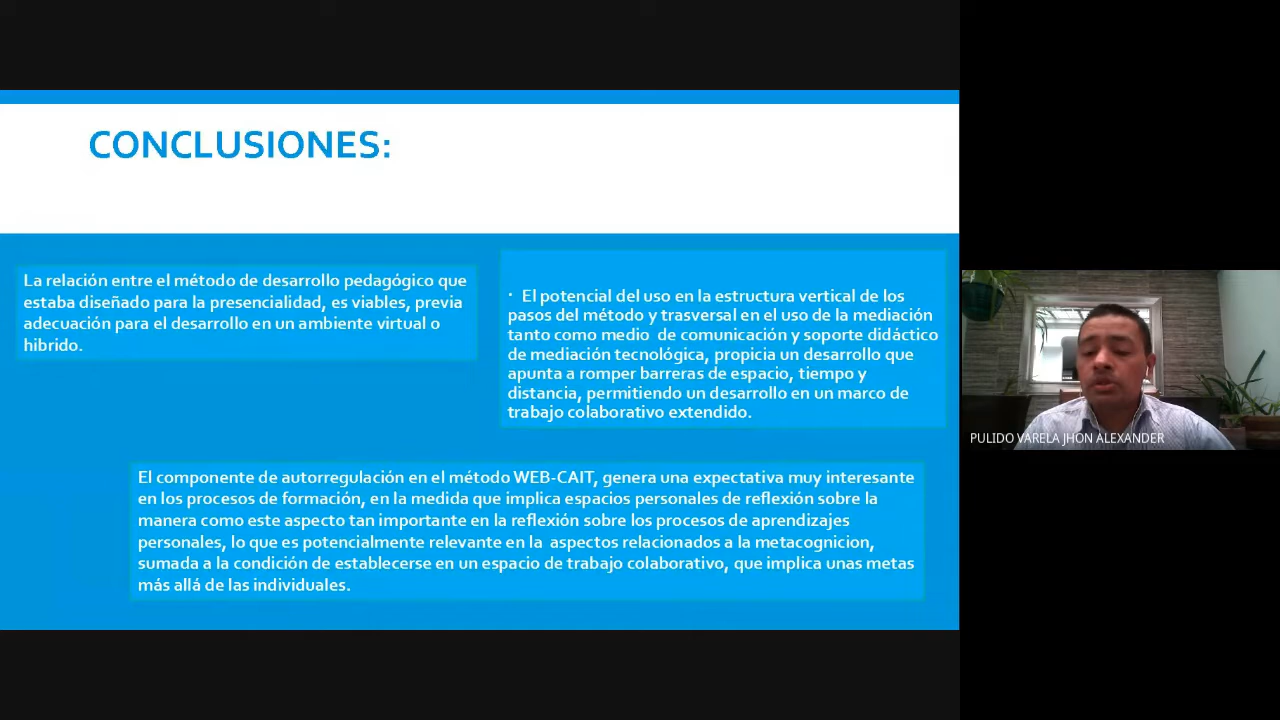 CONCLUSIONES:
La relación entre el método de desarrollo pedagógico que
estaba diseñado para la presencialidad, es viables, previa
adecuación para el desarrollo en un ambiente virtual o
hibrido.
· El potencial del uso en la estructura vertical de los
pasos del método y trasversal en el uso de la mediación
tanto como medio de comunicación y soporte didáctico
de mediación tecnológica, propicia un desarrollo que
apunta a romper barreras de espacio, tiempo y
distancia, permitiendo un desarrollo en un marco de
trabajo colaborativo extendido.
El componente de autorregulación en el método WEB-CAIT, genera una expectativa muy interesante
en los procesos de formación, en la medida que implica espacios personales de reflexión sobre la
manera como este aspecto tan importante en la reflexión sobre los procesos de aprendizajes
personales, lo que es potencialmente relevante en la aspectos relacionados a la metacognicion,
sumada a la condición de establecerse en un espacio de trabajo colaborativo, que implica unas metas
más allá de las individuales.
PULIDO VARELA JHON ALEXANDER